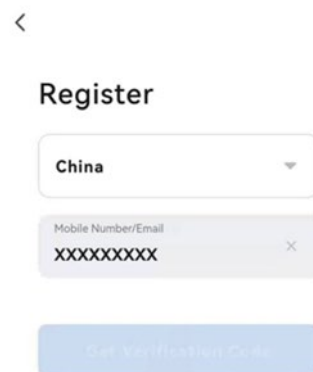 Register
China
Mobile Number/Email
XXXXXXXXX
Get Verification Code